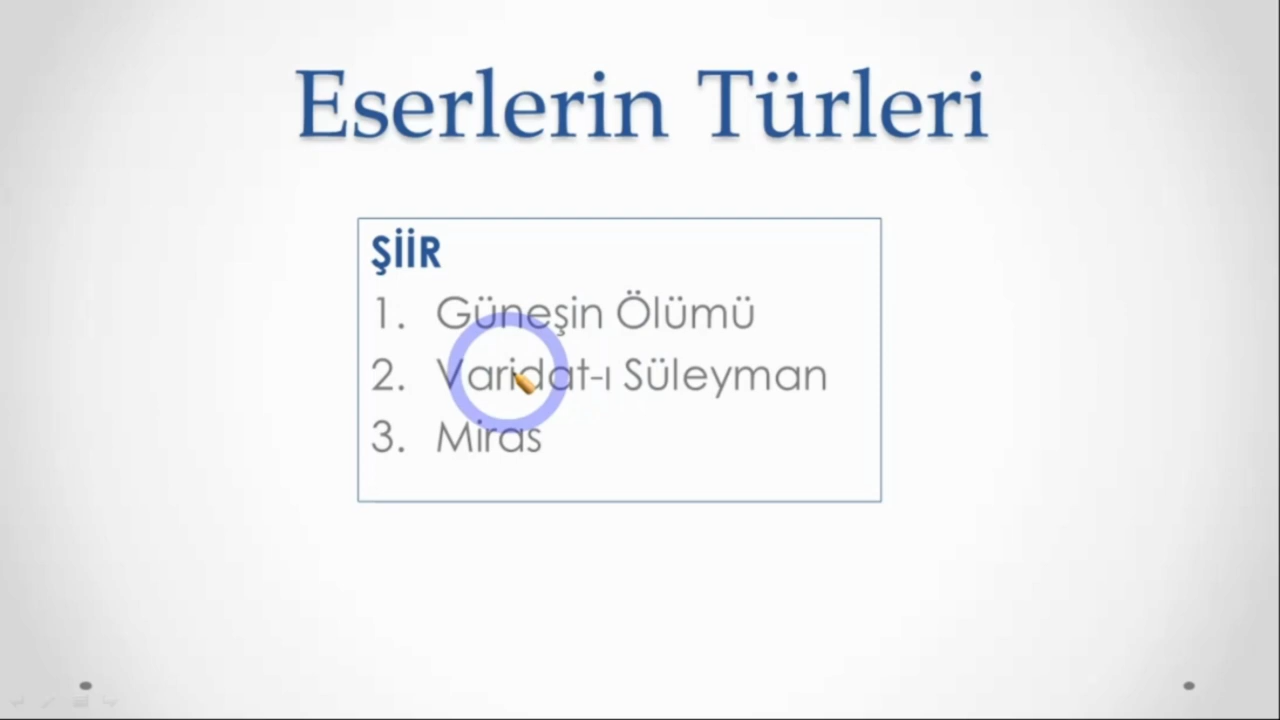 Eserlerin Türleri
ŞİİR
1. Güneşin Ölümü
2. Varidat-ı Süleyman
3. Miras